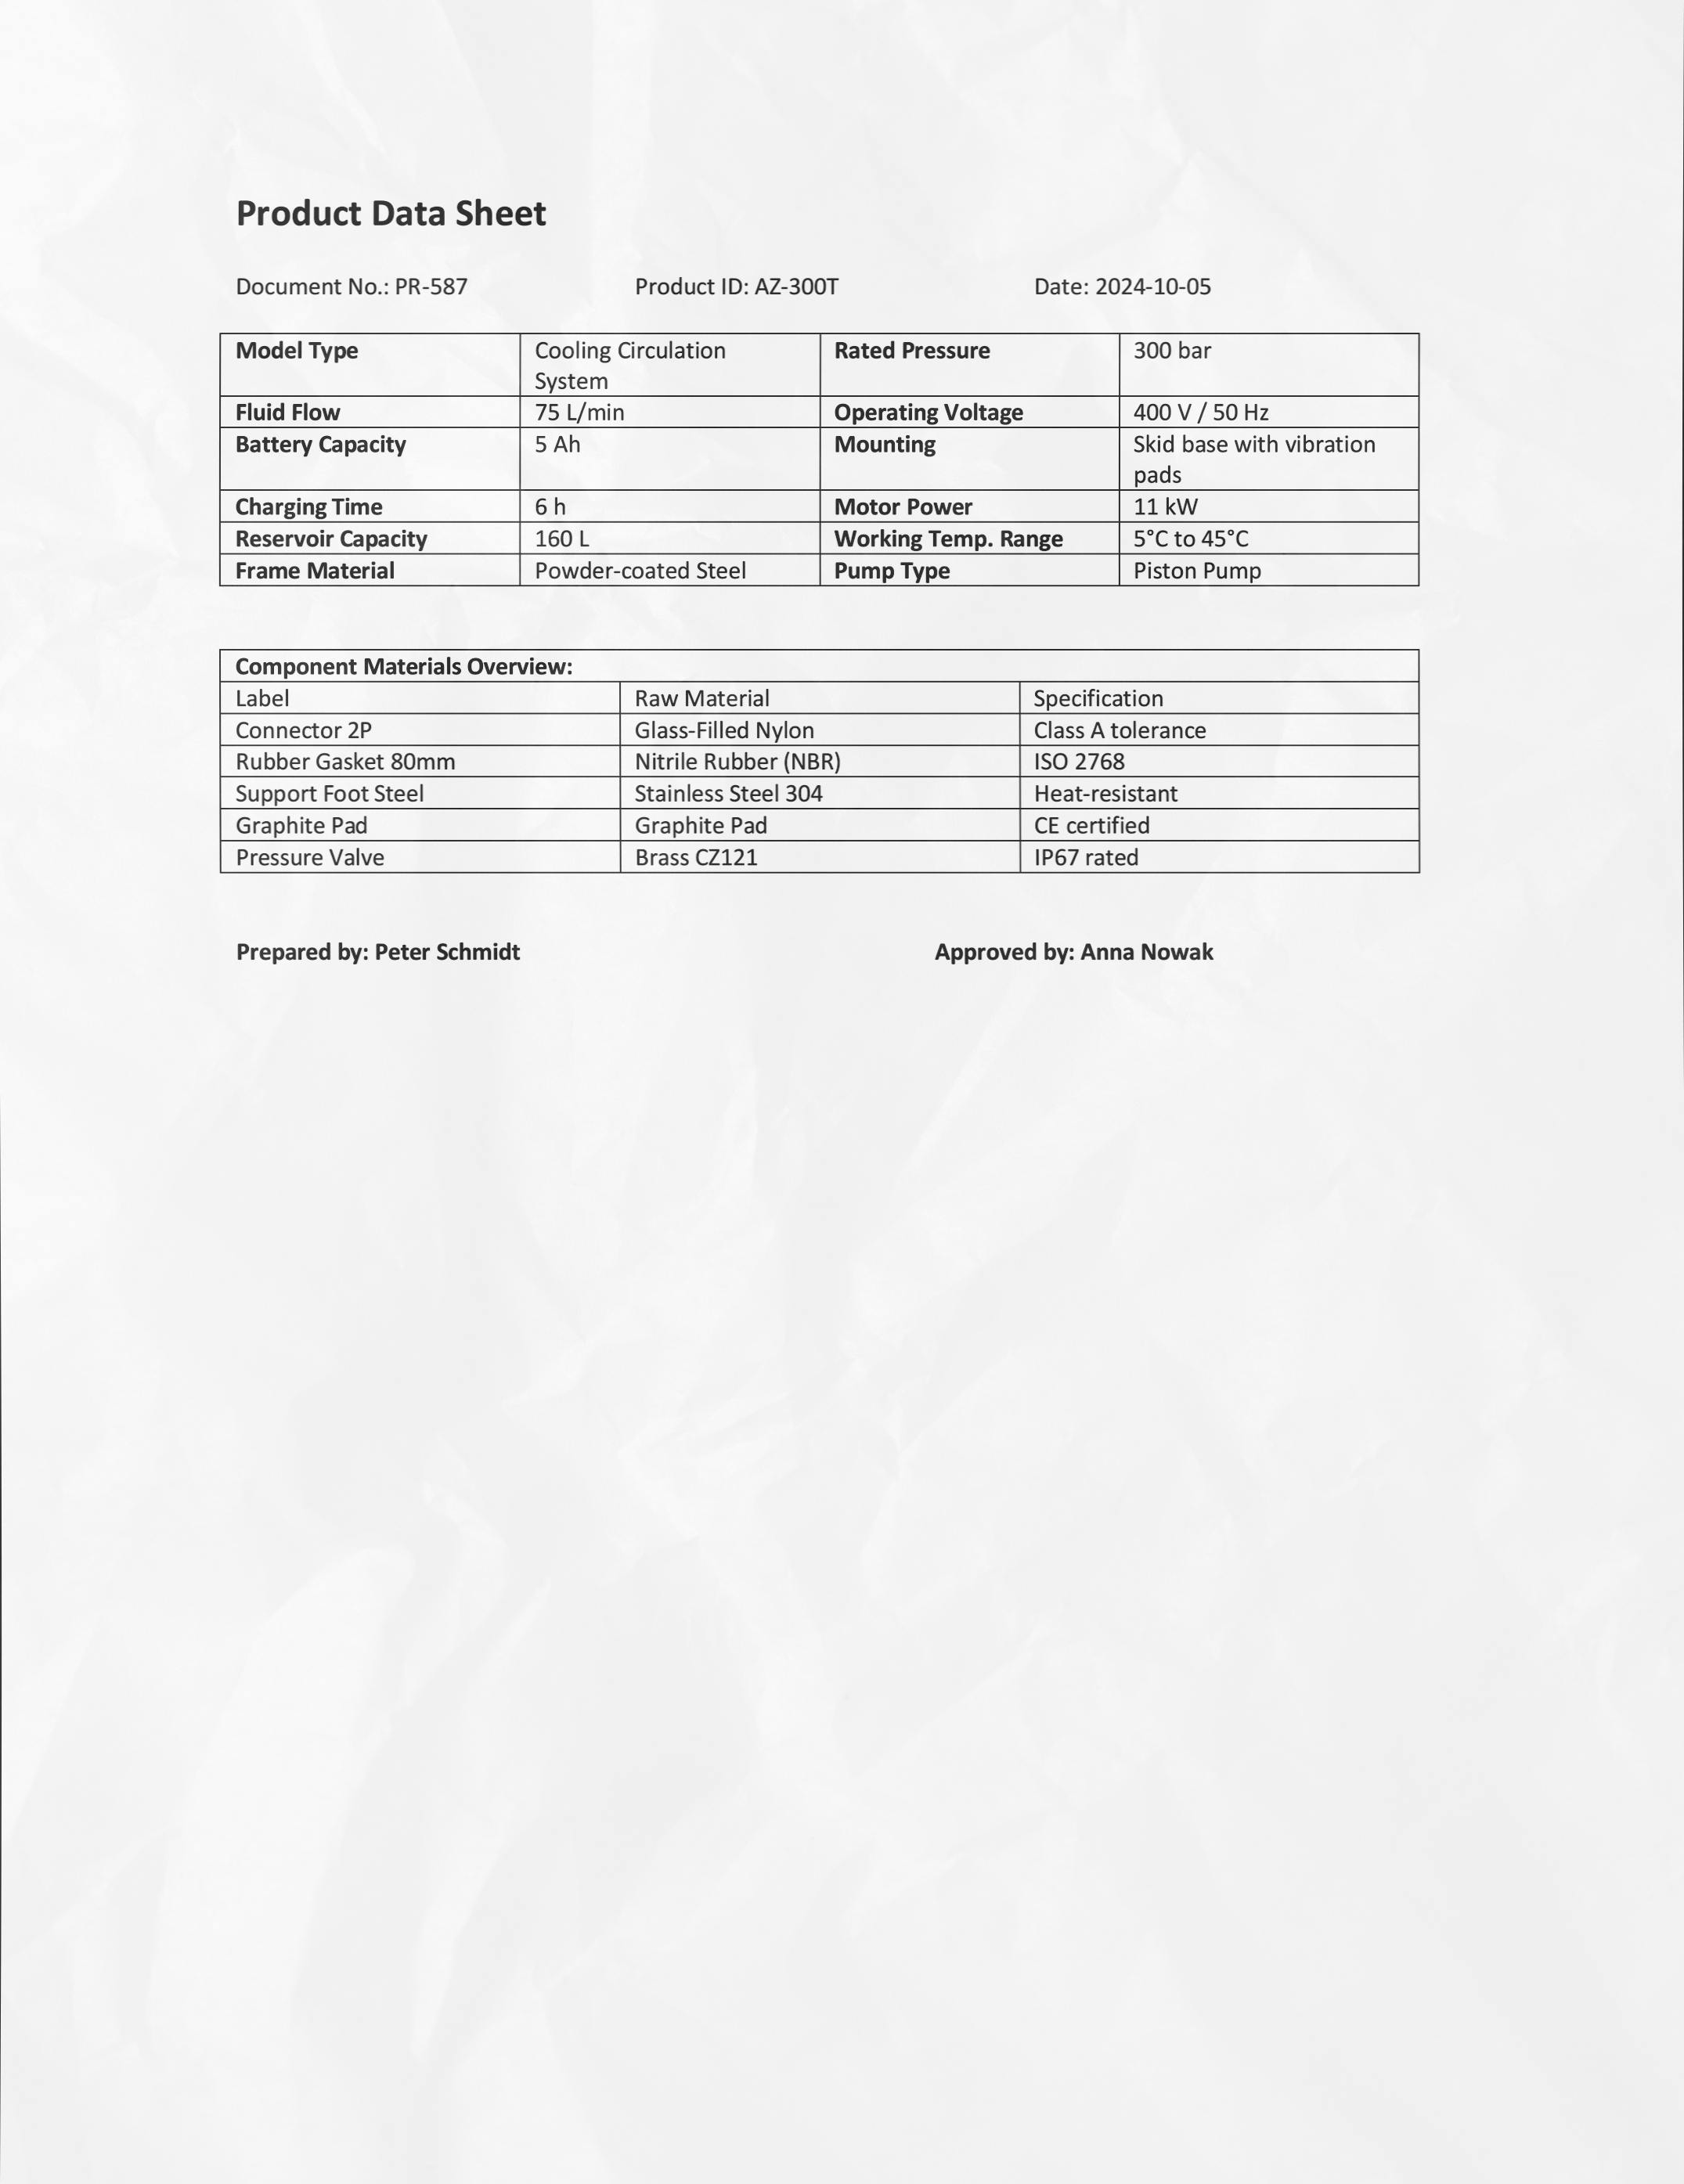 Product Data Sheet
Document No.: PR-587 Product ID: AZ-300T Date: 2024-10-05
Model Type Cooling Circulation System Rated Pressure 300 bar
Fluid Flow 75 L/min Operating Voltage 400 V / 50 Hz
Battery Capacity 5 Ah Mounting Skid base with vibration pads
Charging Time 6 h Motor Power 11 kW
Reservoir Capacity 160 L Working Temp. Range 5°C to 45°C
Frame Material Powder-coated Steel Pump Type Piston Pump
Component Materials Overview:
Label Raw Material Specification
Connector 2P Glass-Filled Nylon Class A tolerance
Rubber Gasket 80mm Nitrile Rubber (NBR) ISO 2768
Support Foot Steel Stainless Steel 304 Heat-resistant
Graphite Pad Graphite Pad CE certified
Pressure Valve Brass CZ121 IP67 rated
Prepared by: Peter Schmidt Approved by: Anna Nowak